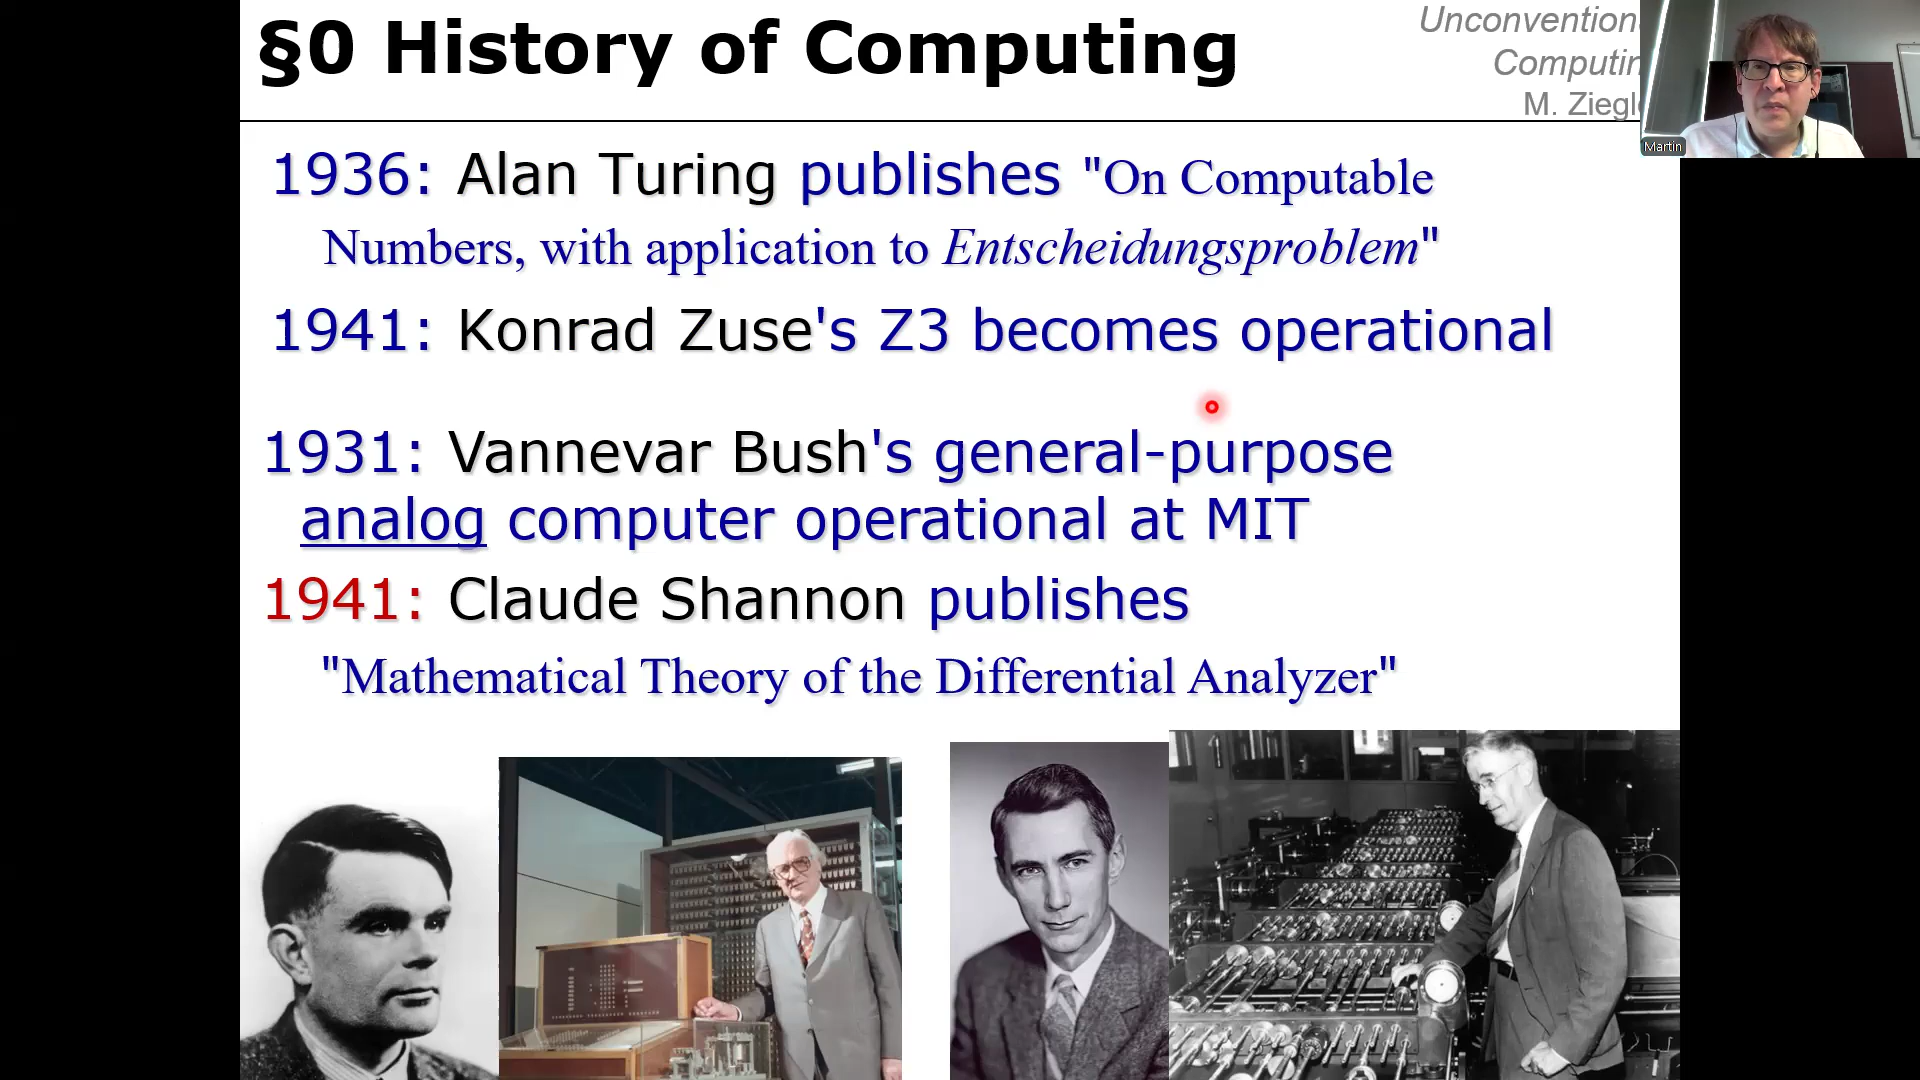 §0 History of Computing
Unconvention
Computin
M. Ziegl
Martin
1936: Alan Turing publishes "On Computable
Numbers, with application to Entscheidungsproblem"
1941: Konrad Zuse's Z3 becomes operational
1931: Vannevar Bush's general-purpose
analog computer operational at MIT
1941: Claude Shannon publishes
"Mathematical Theory of the Differential Analyzer"